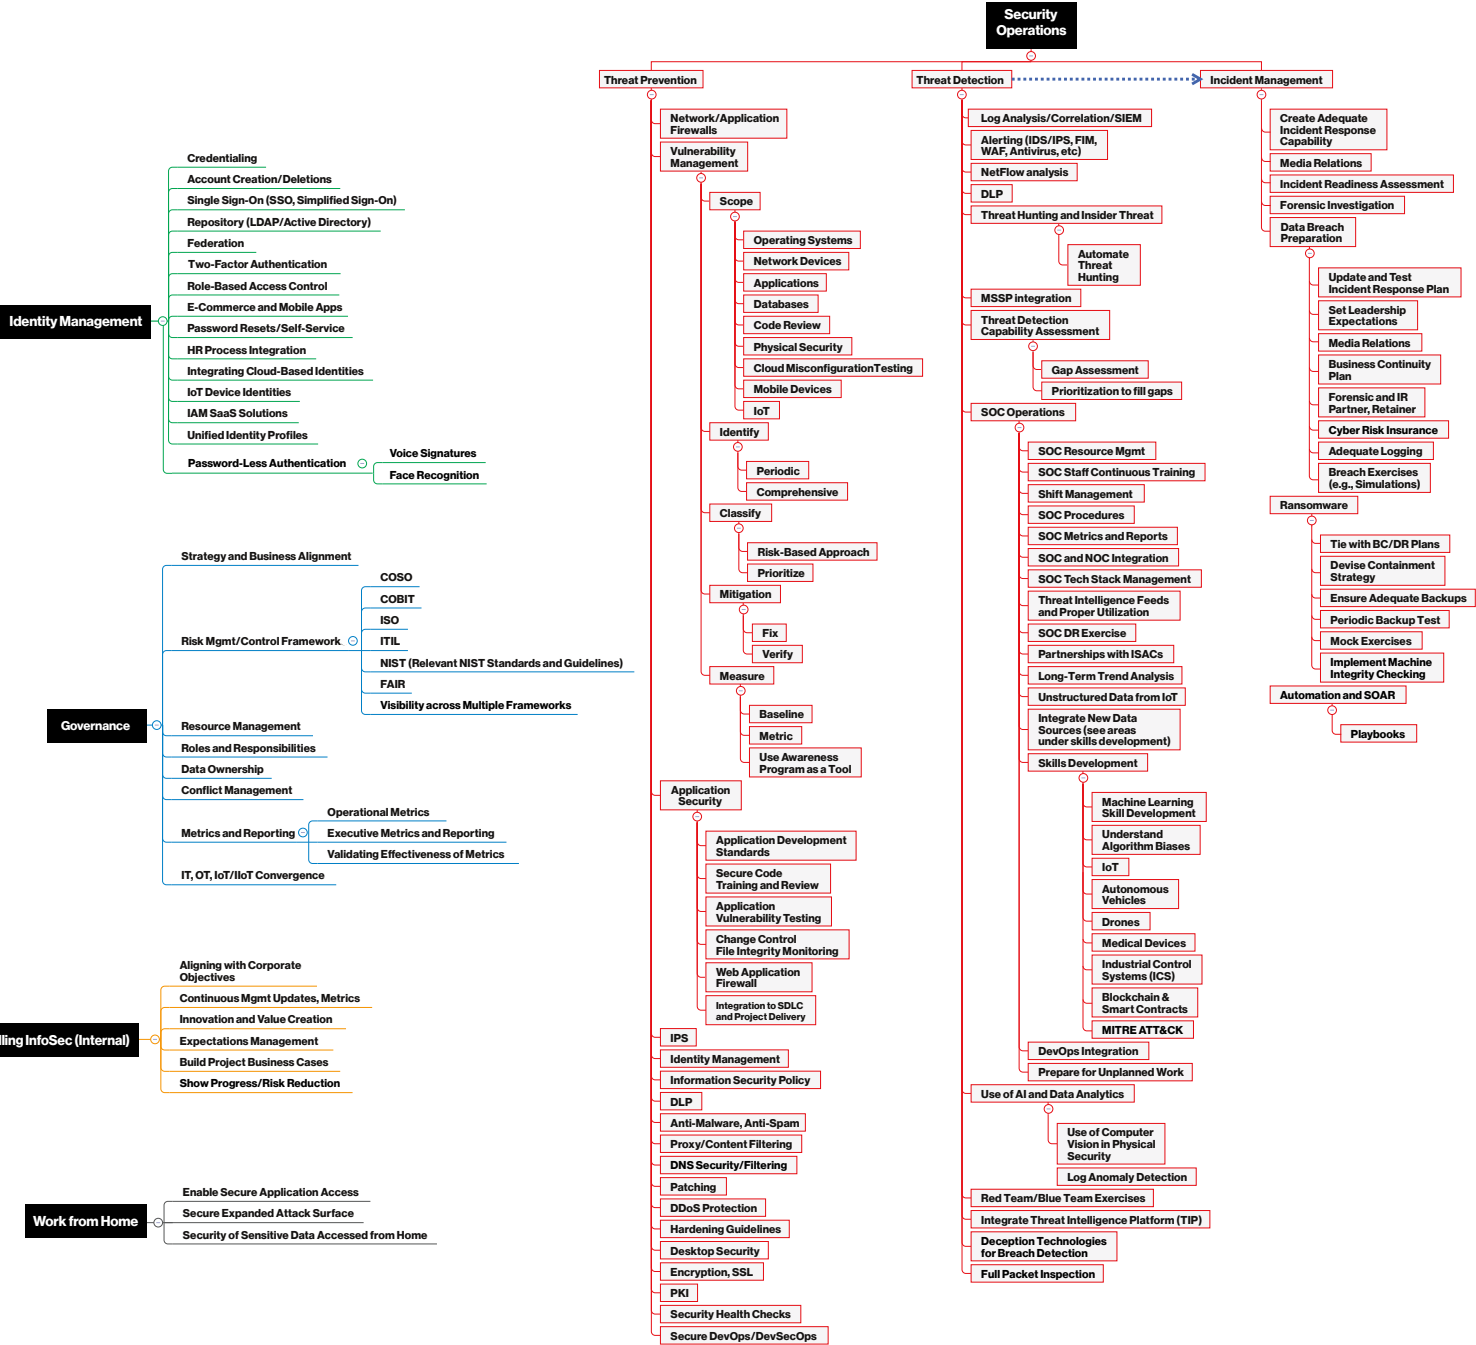 Security
Operations
Threat Prevention
Threat Detection
Incident Management
Network/Application
Firewalls
Vulnerability
Management
Scope
Operating Systems
Network Devices
Applications
Databases
Code Review
Physical Security
Cloud Misconfiguration Testing
Mobile Devices
IoT
Identify
Periodic
Comprehensive
Classify
Risk-Based Approach
Prioritize
Mitigation
Fix
Verify
Measure
Baseline
Metric
Use Awareness
Program as a Tool
Application
Security
Application Development
Standards
Secure Code
Training and Review
Application
Vulnerability Testing
Change Control
File Integrity Monitoring
Web Application
Firewall
Integration to SDLC
and Project Delivery
IPS
Identity Management
Information Security Policy
DLP
Anti-Malware, Anti-Spam
Proxy/Content Filtering
DNS Security/Filtering
Patching
DDoS Protection
Hardening Guidelines
Desktop Security
Encryption, SSL
PKI
Security Health Checks
Secure DevOps/DevSecOps
Log Analysis/Correlation/SIEM
Alerting (IDS/IPS, FIM,
WAF, Antivirus, etc)
NetFlow analysis
DLP
Threat Hunting and Insider Threat
Automate
Threat
Hunting
MSSP integration
Threat Detection
Capability Assessment
Gap Assessment
Prioritization to fill gaps
SOC Operations
SOC Resource Mgmt
SOC Staff Continuous Training
Shift Management
SOC Procedures
SOC Metrics and Reports
SOC and NOC Integration
SOC Tech Stack Management
Threat Intelligence Feeds
and Proper Utilization
SOC DR Exercise
Partnerships with ISACs
Long-Term Trend Analysis
Unstructured Data from IoT
Integrate New Data
Sources (see areas
under skills development)
Skills Development
Machine Learning
Skill Development
Understand
Algorithm Biases
IoT
Autonomous
Vehicles
Drones
Medical Devices
Industrial Control
Systems (ICS)
Blockchain &
Smart Contracts
MITRE ATT&CK
DevOps Integration
Prepare for Unplanned Work
Use of AI and Data Analytics
Use of Computer
Vision in Physical
Security
Log Anomaly Detection
Red Team/Blue Team Exercises
Integrate Threat Intelligence Platform (TIP)
Deception Technologies
for Breach Detection
Full Packet Inspection
Create Adequate
Incident Response
Capability
Media Relations
Incident Readiness Assessment
Forensic Investigation
Data Breach
Preparation
Update and Test
Incident Response Plan
Set Leadership
Expectations
Media Relations
Business Continuity
Plan
Forensic and IR
Partner, Retainer
Cyber Risk Insurance
Adequate Logging
Breach Exercises
(e.g., Simulations)
Ransomware
Tie with BC/DR Plans
Devise Containment
Strategy
Ensure Adequate Backups
Periodic Backup Test
Mock Exercises
Implement Machine
Integrity Checking
Automation and SOAR
Playbooks
Identity Management
Credentialing
Account Creation/Deletions
Single Sign-On (SSO, Simplified Sign-On)
Repository (LDAP/Active Directory)
Federation
Two-Factor Authentication
Role-Based Access Control
E-Commerce and Mobile Apps
Password Resets/Self-Service
HR Process Integration
Integrating Cloud-Based Identities
IoT Device Identities
IAM SaaS Solutions
Unified Identity Profiles
Password-Less Authentication
Voice Signatures
Face Recognition
Governance
Strategy and Business Alignment
Risk Mgmt/Control Framework
COSO
COBIT
ISO
ITIL
NIST (Relevant NIST Standards and Guidelines)
FAIR
Visibility across Multiple Frameworks
Resource Management
Roles and Responsibilities
Data Ownership
Conflict Management
Metrics and Reporting
Operational Metrics
Executive Metrics and Reporting
Validating Effectiveness of Metrics
IT, OT, IoT/IIoT Convergence
InfoSec (Internal)
Aligning with Corporate
Objectives
Continuous Mgmt Updates, Metrics
Innovation and Value Creation
Expectations Management
Build Project Business Cases
Show Progress/Risk Reduction
Work from Home
Enable Secure Application Access
Secure Expanded Attack Surface
Security of Sensitive Data Accessed from Home